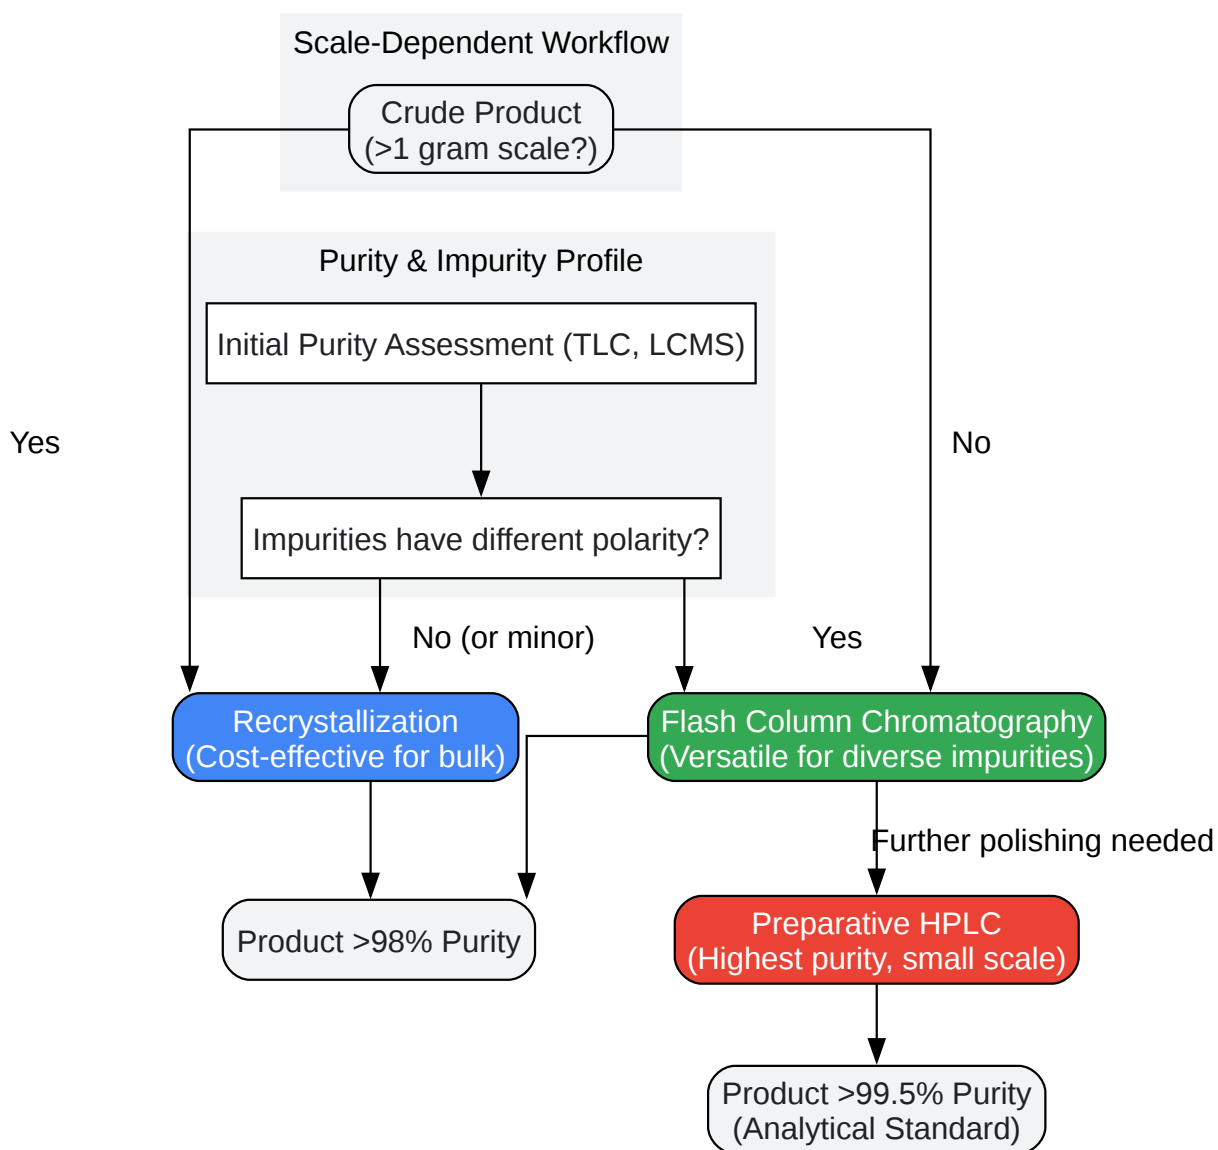 Scale-Dependent Workflow
Crude Product
(>1 gram scale?)
Purity & Impurity Profile
Initial Purity Assessment (TLC, LCMS)
Yes
No
Impurities have different polarity?
No (or minor)
Yes
Recrystallization
(Cost-effective for bulk)
Flash Column Chromatography
(Versatile for diverse impurities)
Further polishing needed
Product >98% Purity
Preparative HPLC
(Highest purity, small scale)
Product >99.5% Purity
(Analytical Standard)